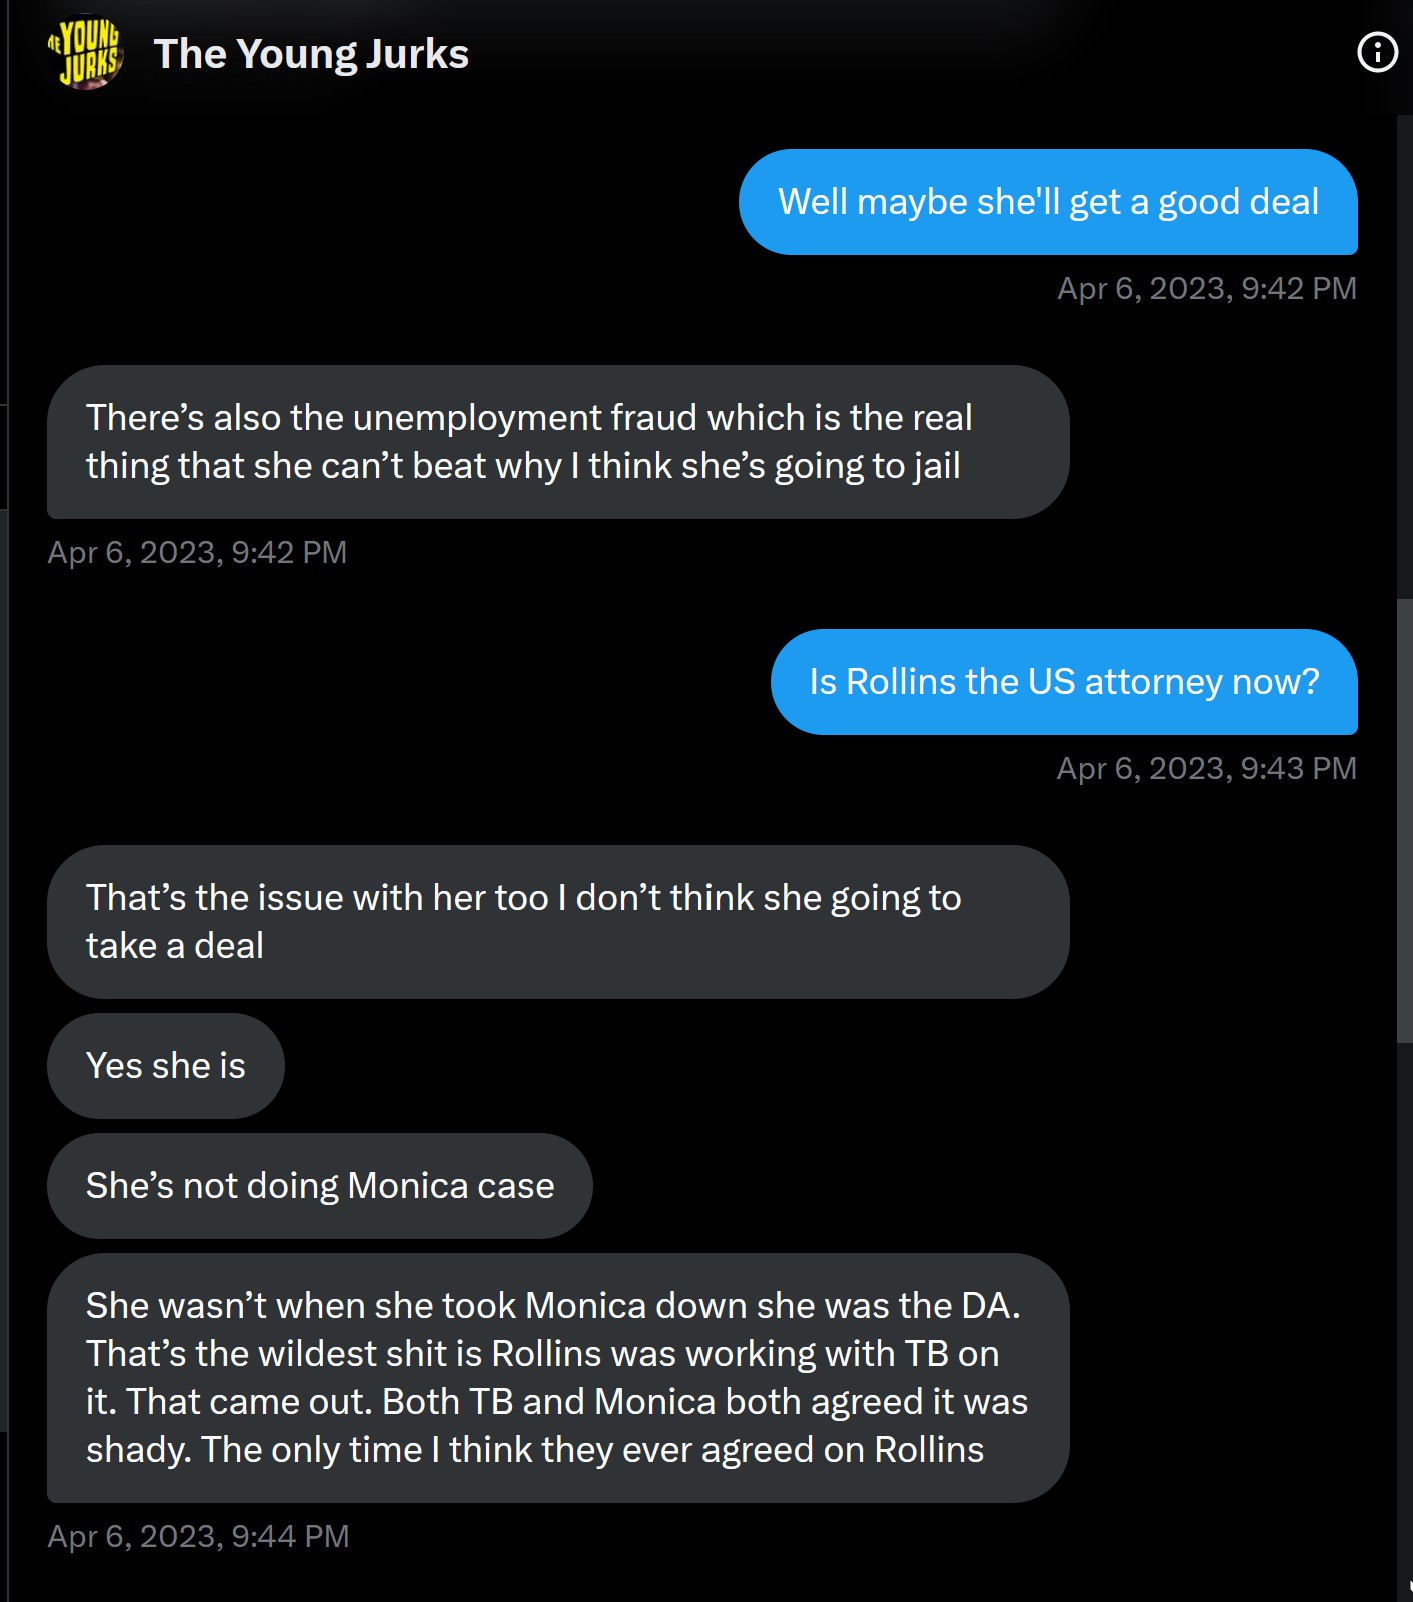 THE YOUNG
JURKS
The Young Jurks
Well maybe she'll get a good deal
Apr 6, 2023, 9:42 PM
There’s also the unemployment fraud which is the real
thing that she can’t beat why I think she’s going to jail
Apr 6, 2023, 9:42 PM
Is Rollins the US attorney now?
Apr 6, 2023, 9:43 PM
That’s the issue with her too I don’t think she going to
take a deal
Yes she is
She’s not doing Monica case
She wasn’t when she took Monica down she was the DA.
That’s the wildest shit is Rollins was working with TB on
it. That came out. Both TB and Monica both agreed it was
shady. The only time I think they ever agreed on Rollins
Apr 6, 2023, 9:44 PM